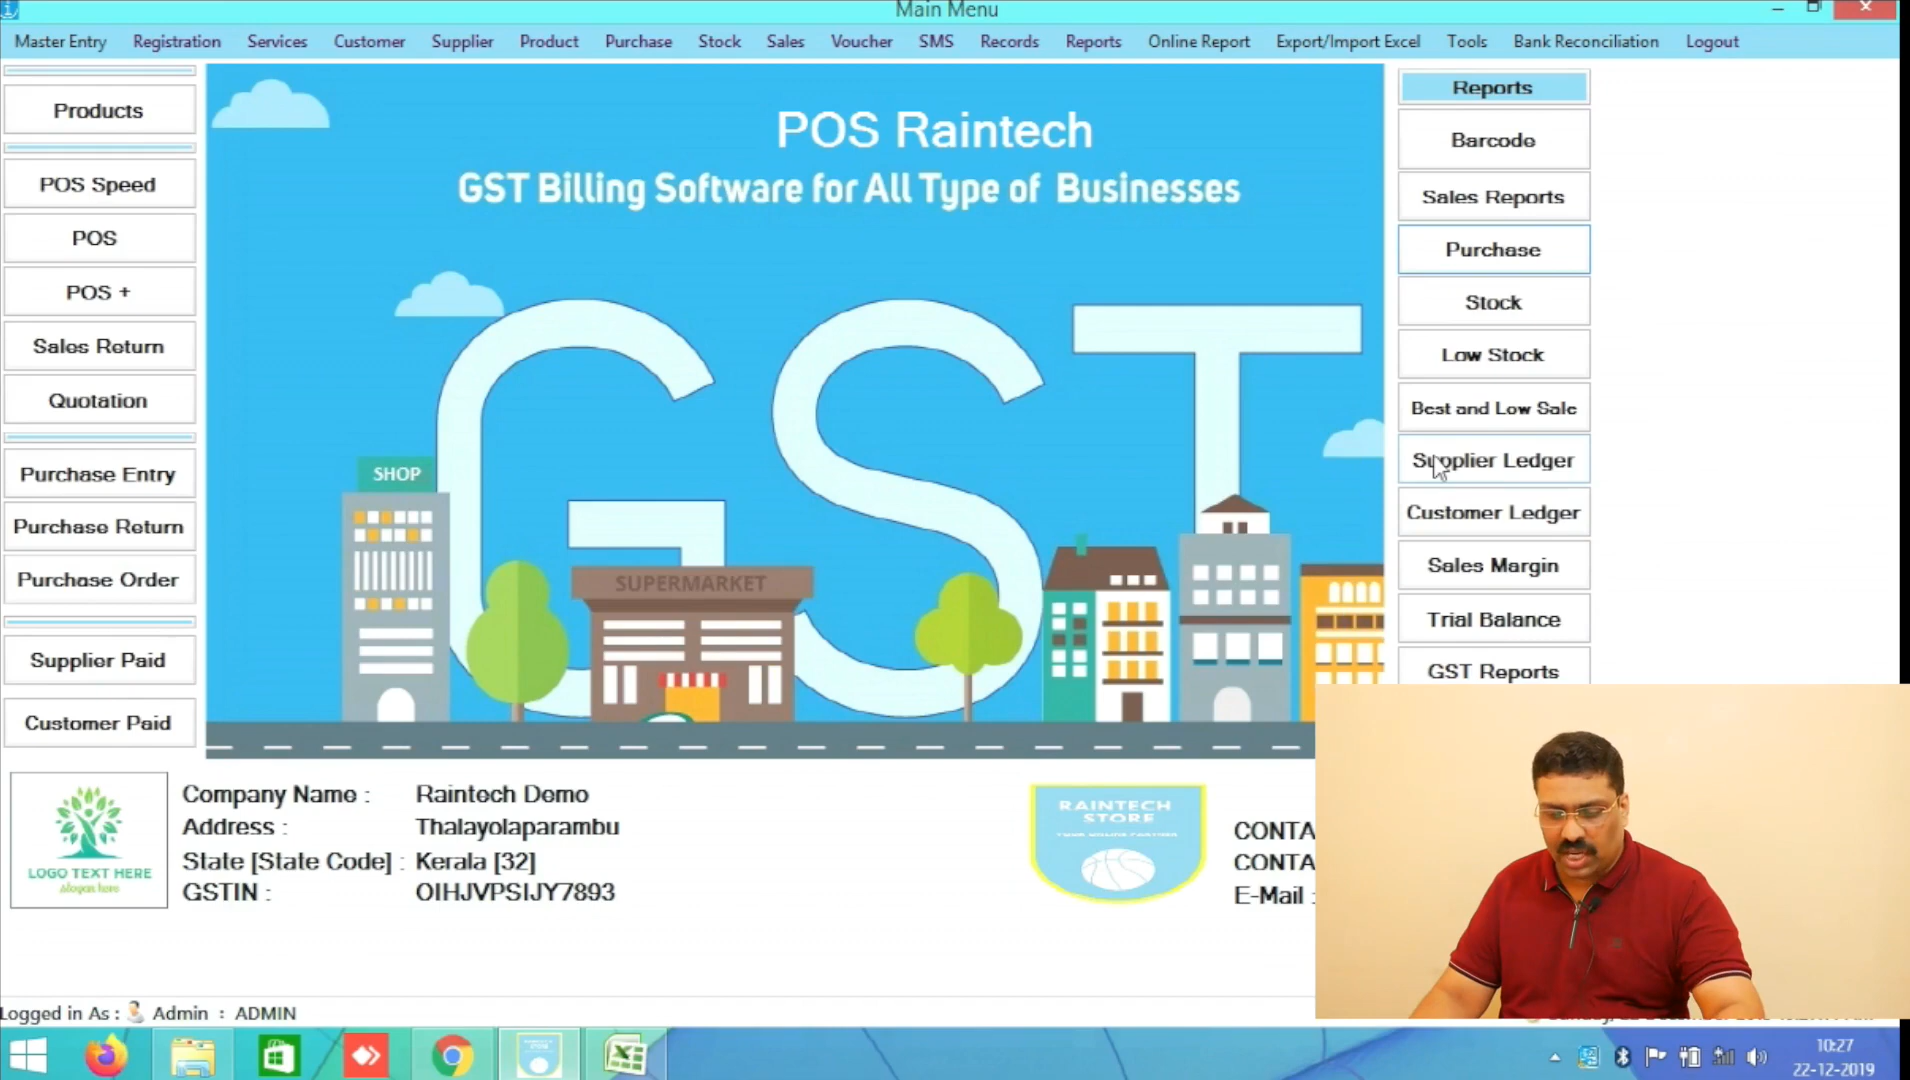 Main Menu
Master Entry Registration Services Customer Supplier Product Purchase Stock Sales Voucher SMS Records Reports Online Report Export/Import Excel Tools Bank Reconciliation Logout
Products
POS Speed
POS
POS +
Sales Return
Quotation
Purchase Entry
Purchase Return
Purchase Order
Supplier Paid
Customer Paid
POS Raintech
GST Billing Software for All Type of Businesses
GST
SHOP
SUPERMARKET
Reports
Barcode
Sales Reports
Purchase
Stock
Low Stock
Best and Low Sale
Supplier Ledger
Customer Ledger
Sales Margin
Trial Balance
GST Reports
LOGO TEXT HERE
slogan here
Company Name : Raintech Demo
Address : Thalayolaparambu
State [State Code] : Kerala [32]
GSTIN : OIHJVPSIJY7893
RAINTECH
STORE
CONTA
CONTA
E-Mail :
Logged in As : Admin : ADMIN
10:27
22-12-2019